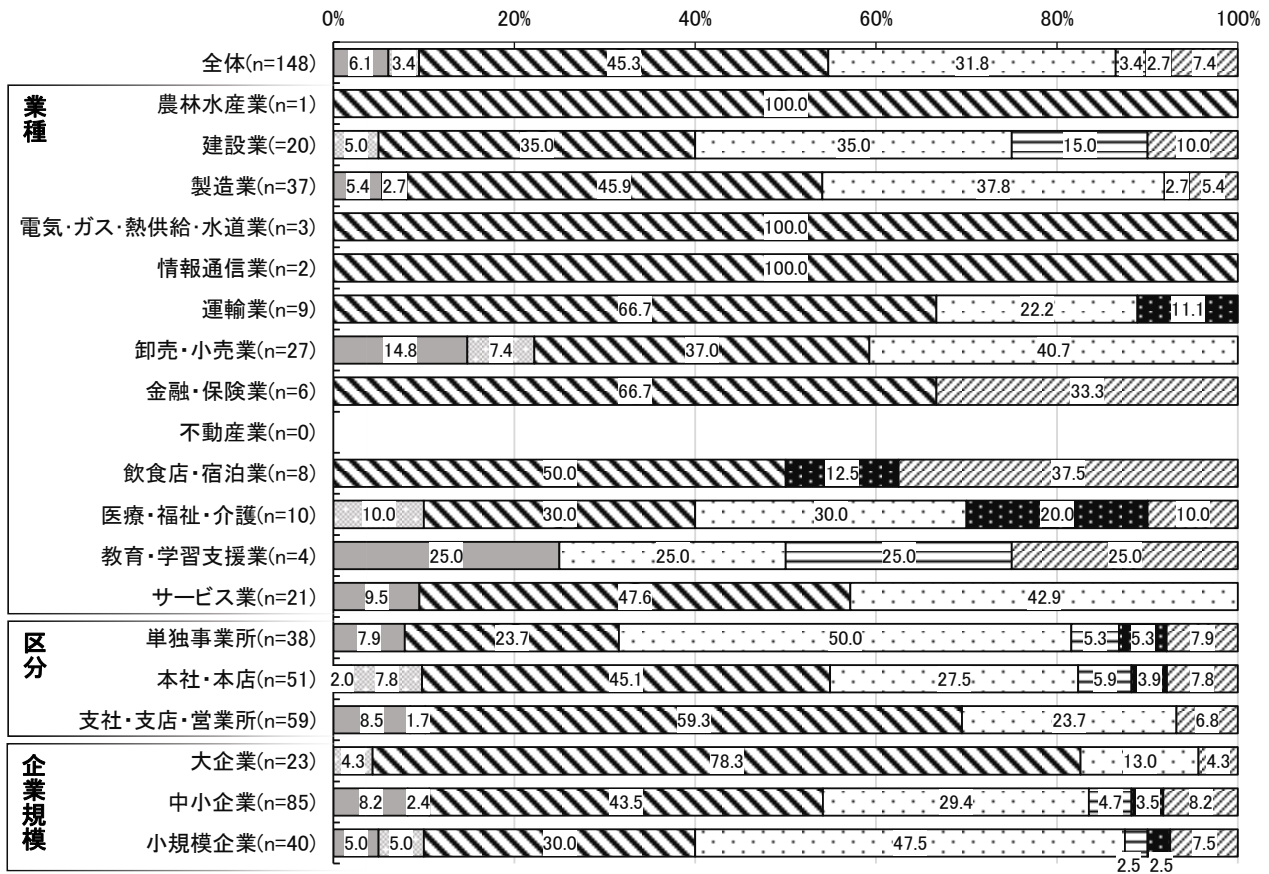 0% 20% 40% 60% 80% 100%
全体(n=148) 6.1 3.4 45.3 31.8 3.4 2.7 7.4
業種
農林水産業(n=1) 100.0
建設業(=20) 5.0 35.0 35.0 15.0 10.0
製造業(n=37) 5.4 2.7 45.9 37.8 2.7 5.4
電気・ガス・熱供給・水道業(n=3) 100.0
情報通信業(n=2) 100.0
運輸業(n=9) 66.7 22.2 11.1
卸売・小売業(n=27) 14.8 7.4 37.0 40.7
金融・保険業(n=6) 66.7 33.3
不動産業(n=0)
飲食店・宿泊業(n=8) 50.0 12.5 37.5
医療・福祉・介護(n=10) 10.0 30.0 30.0 20.0 10.0
教育・学習支援業(n=4) 25.0 25.0 25.0 25.0
サービス業(n=21) 9.5 47.6 42.9
区分
単独事業所(n=38) 7.9 23.7 50.0 5.3 5.3 7.9
本社・本店(n=51) 2.0 7.8 45.1 27.5 5.9 3.9 7.8
支社・支店・営業所(n=59) 8.5 1.7 59.3 23.7 6.8
企業規模
大企業(n=23) 4.3 78.3 13.0 4.3
中小企業(n=85) 8.2 2.4 43.5 29.4 4.7 3.5 8.2
小規模企業(n=40) 5.0 5.0 30.0 47.5 2.5 2.5 7.5